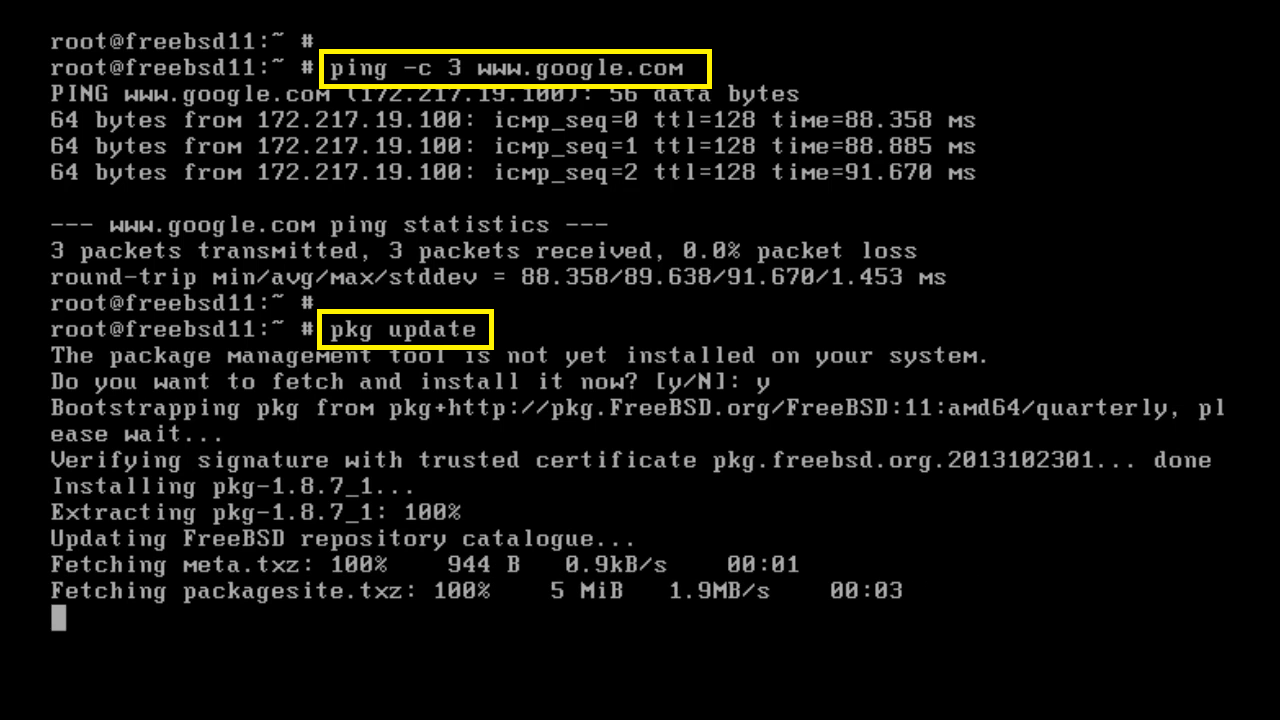 root@freebsd11:~ #
root@freebsd11:~ # ping -c 3 www.google.com
PING www.google.com (172.217.19.100): 56 data bytes
64 bytes from 172.217.19.100: icmp_seq=0 ttl=128 time=88.358 ms
64 bytes from 172.217.19.100: icmp_seq=1 ttl=128 time=88.885 ms
64 bytes from 172.217.19.100: icmp_seq=2 ttl=128 time=91.670 ms
--- www.google.com ping statistics ---
3 packets transmitted, 3 packets received, 0.0% packet loss
round-trip min/avg/max/stddev = 88.358/89.638/91.670/1.453 ms
root@freebsd11:~ #
root@freebsd11:~ # pkg update
The package management tool is not yet installed on your system.
Do you want to fetch and install it now? [y/N]: y
Bootstrapping pkg from pkg+http://pkg.FreeBSD.org/FreeBSD:11:amd64/quarterly, pl
ease wait...
Verifying signature with trusted certificate pkg.freebsd.org.2013102301... done
Installing pkg-1.8.7_1...
Extracting pkg-1.8.7_1: 100%
Updating FreeBSD repository catalogue...
Fetching meta.txz: 100%    944 B   0.9kB/s    00:01
Fetching packagesite.txz: 100%    5 MiB   1.9MB/s    00:03